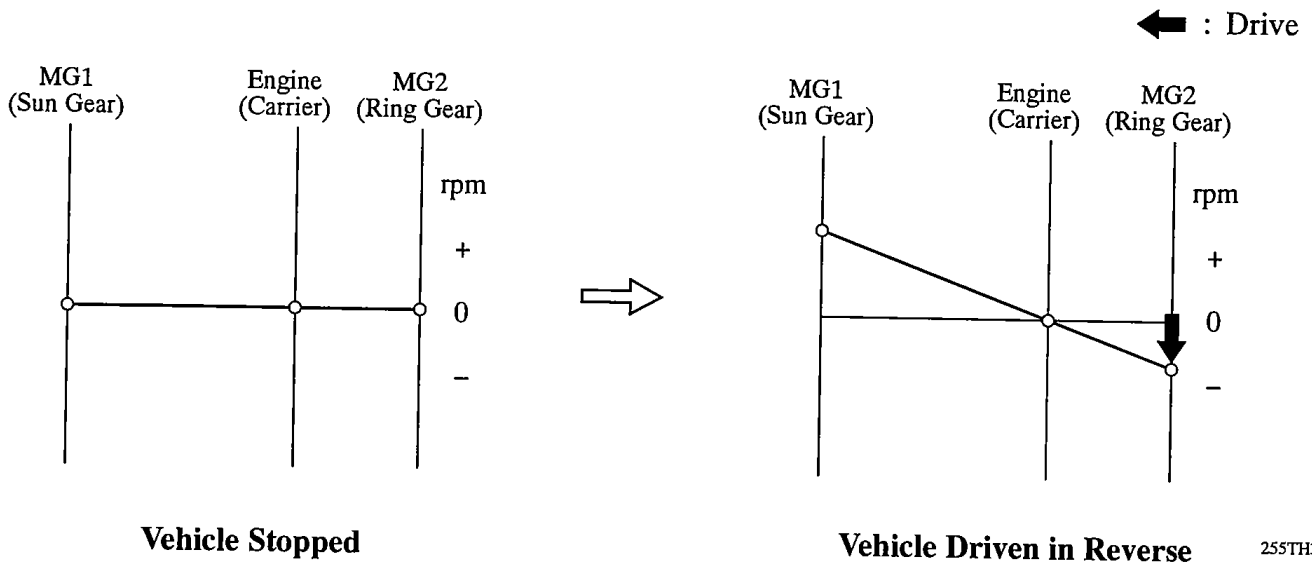 : Drive
MG1
(Sun Gear)
Engine
(Carrier)
MG2
(Ring Gear)
rpm
+
0
−
Vehicle Stopped
MG1
(Sun Gear)
Engine
(Carrier)
MG2
(Ring Gear)
rpm
+
0
−
Vehicle Driven in Reverse